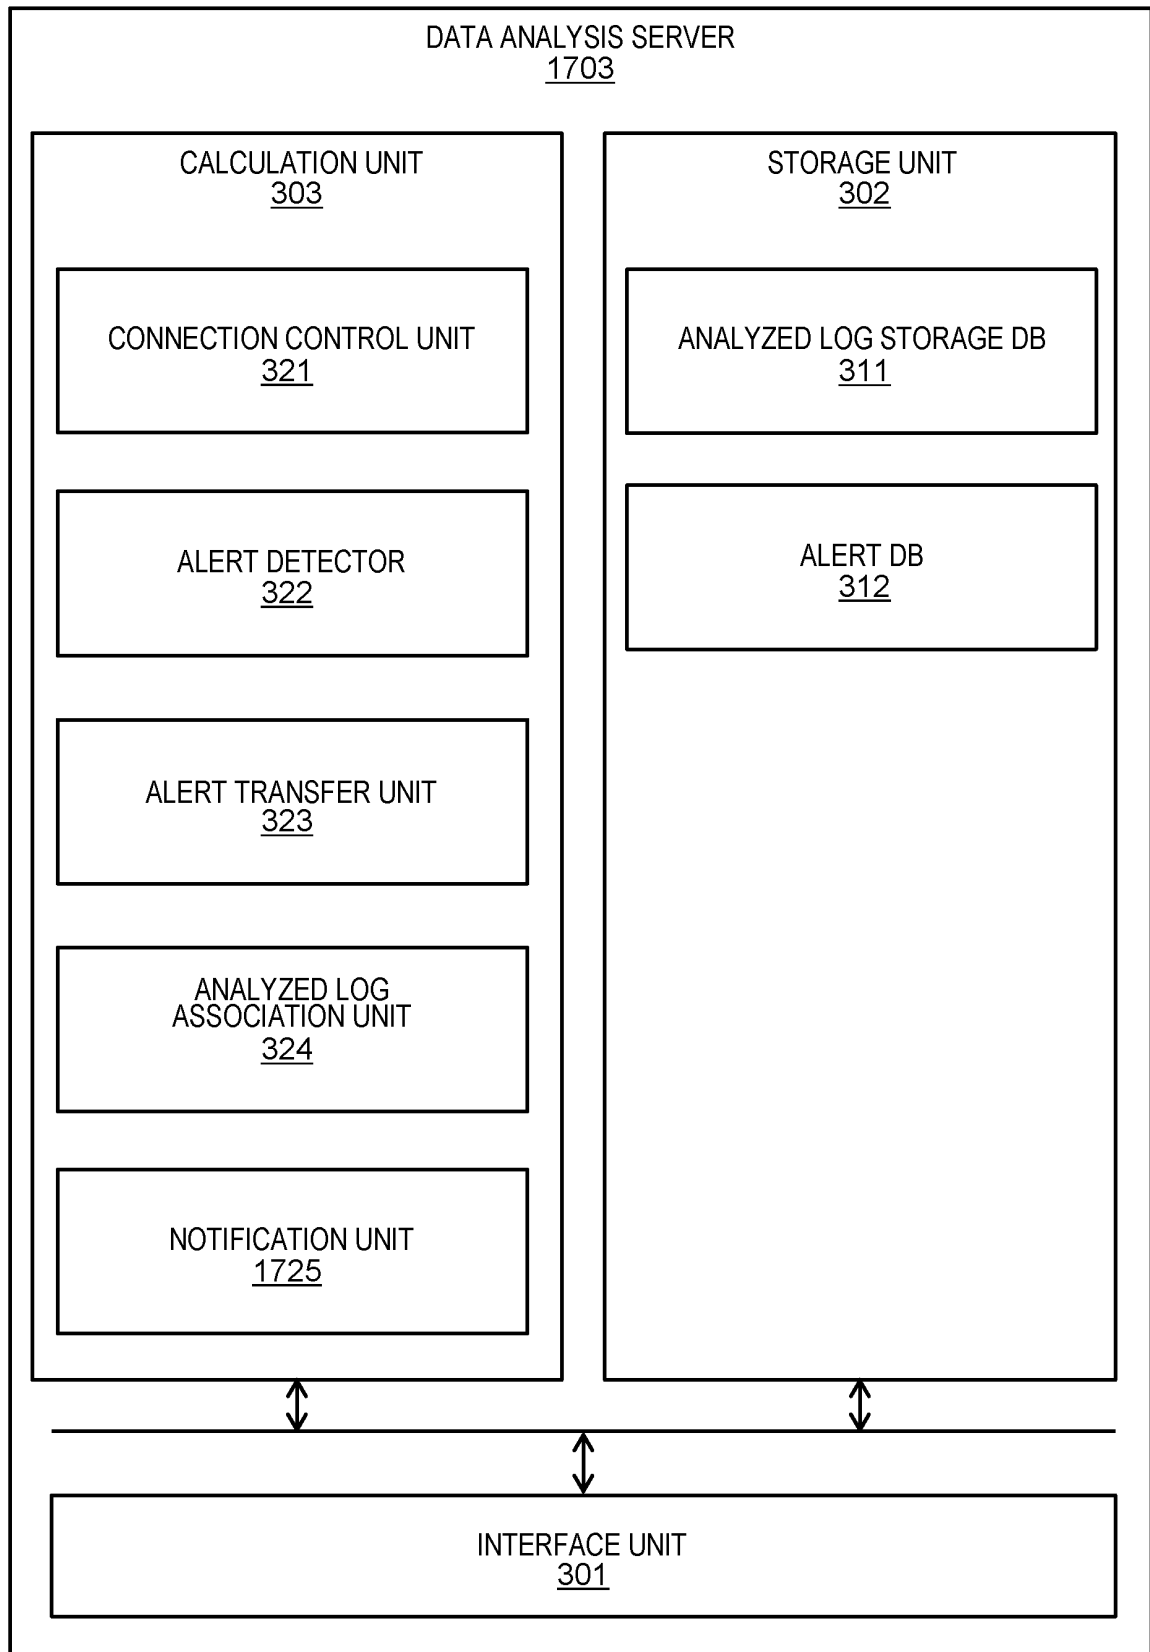 DATA ANALYSIS SERVER
1703
CALCULATION UNIT
303
CONNECTION CONTROL UNIT
321
ALERT DETECTOR
322
ALERT TRANSFER UNIT
323
ANALYZED LOG
ASSOCIATION UNIT
324
NOTIFICATION UNIT
1725
STORAGE UNIT
302
ANALYZED LOG STORAGE DB
311
ALERT DB
312
INTERFACE UNIT
301